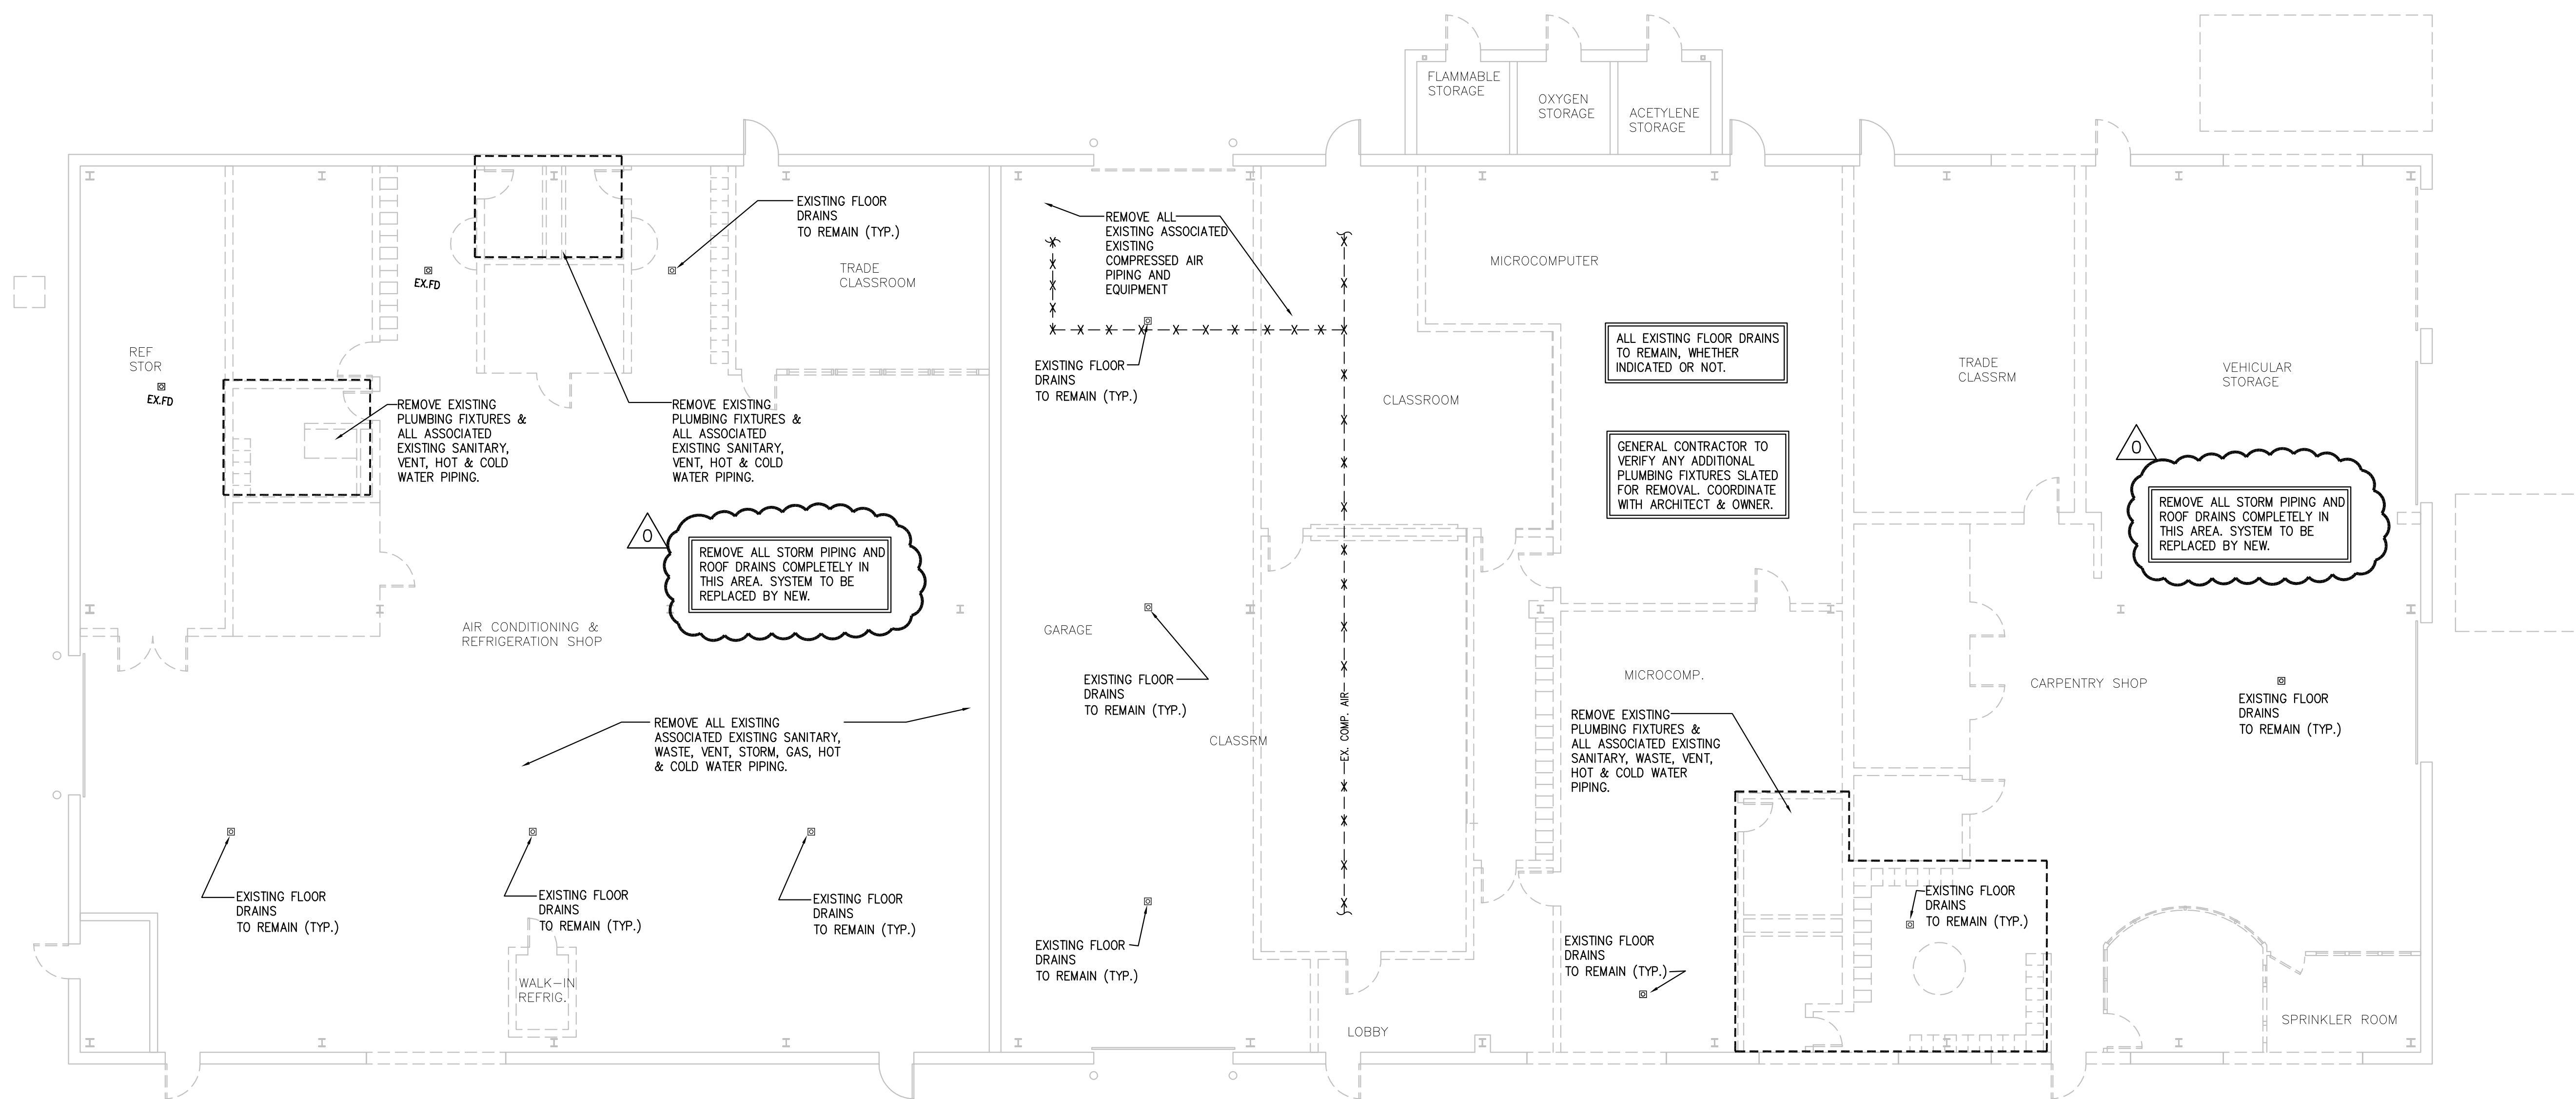 FLAMMABLE
STORAGE
OXYGEN
STORAGE
ACETYLENE
STORAGE
EXISTING FLOOR
DRAINS
TO REMAIN (TYP.)
REMOVE ALL
EXISTING ASSOCIATED
EXISTING
COMPRESSED AIR
PIPING AND
EQUIPMENT
EX.FD
TRADE
CLASSROOM
MICROCOMPUTER
REF
STOR
EX.FD
EXISTING FLOOR
DRAINS
TO REMAIN (TYP.)
ALL EXISTING FLOOR DRAINS
TO REMAIN, WHETHER
INDICATED OR NOT.
TRADE
CLASSRM
VEHICULAR
STORAGE
REMOVE EXISTING
PLUMBING FIXTURES &
ALL ASSOCIATED
EXISTING SANITARY,
VENT, HOT & COLD
WATER PIPING.
REMOVE EXISTING
PLUMBING FIXTURES &
ALL ASSOCIATED
EXISTING SANITARY,
VENT, HOT & COLD
WATER PIPING.
CLASSROOM
GENERAL CONTRACTOR TO
VERIFY ANY ADDITIONAL
PLUMBING FIXTURES SLATED
FOR REMOVAL. COORDINATE
WITH ARCHITECT & OWNER.
0
REMOVE ALL STORM PIPING AND
ROOF DRAINS COMPLETELY IN
THIS AREA. SYSTEM TO BE
REPLACED BY NEW.
0
REMOVE ALL STORM PIPING AND
ROOF DRAINS COMPLETELY IN
THIS AREA. SYSTEM TO BE
REPLACED BY NEW.
AIR CONDITIONING &
REFRIGERATION SHOP
GARAGE
EXISTING FLOOR
DRAINS
TO REMAIN (TYP.)
MICROCOMP.
CARPENTRY SHOP
EXISTING FLOOR
DRAINS
TO REMAIN (TYP.)
REMOVE ALL EXISTING
ASSOCIATED EXISTING SANITARY,
WASTE, VENT, STORM, GAS, HOT
& COLD WATER PIPING.
CLASSRM
EX. COMP. AIR
REMOVE EXISTING
PLUMBING FIXTURES &
ALL ASSOCIATED EXISTING
SANITARY, WASTE, VENT,
HOT & COLD WATER
PIPING.
EXISTING FLOOR
DRAINS
TO REMAIN (TYP.)
EXISTING FLOOR
DRAINS
TO REMAIN (TYP.)
EXISTING FLOOR
DRAINS
TO REMAIN (TYP.)
EXISTING FLOOR
DRAINS
TO REMAIN (TYP.)
EXISTING FLOOR
DRAINS
TO REMAIN (TYP.)
EXISTING FLOOR
DRAINS
TO REMAIN (TYP.)
WALK-IN
REFRIG.
LOBBY
SPRINKLER ROOM